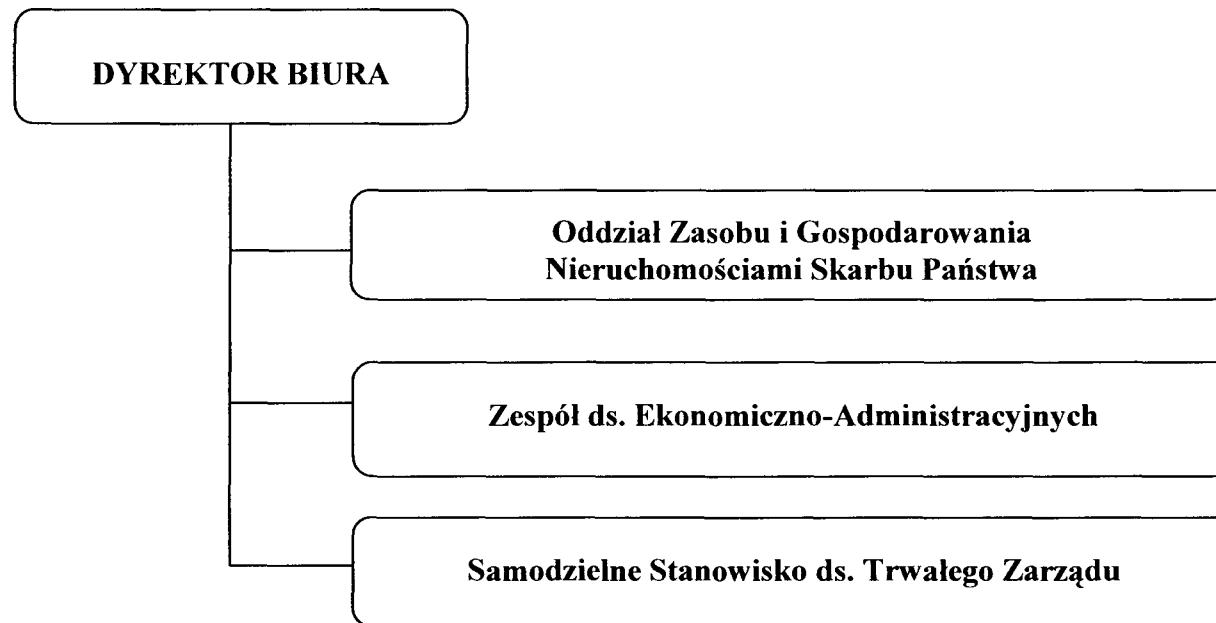 DYREKTOR BIURA
Oddział Zasobu i Gospodarowania
Nieruchomościami Skarbu Państwa
Zespół ds. Ekonomiczno-Administracyjnych
Samodzielne Stanowisko ds. Trwałego Zarządu